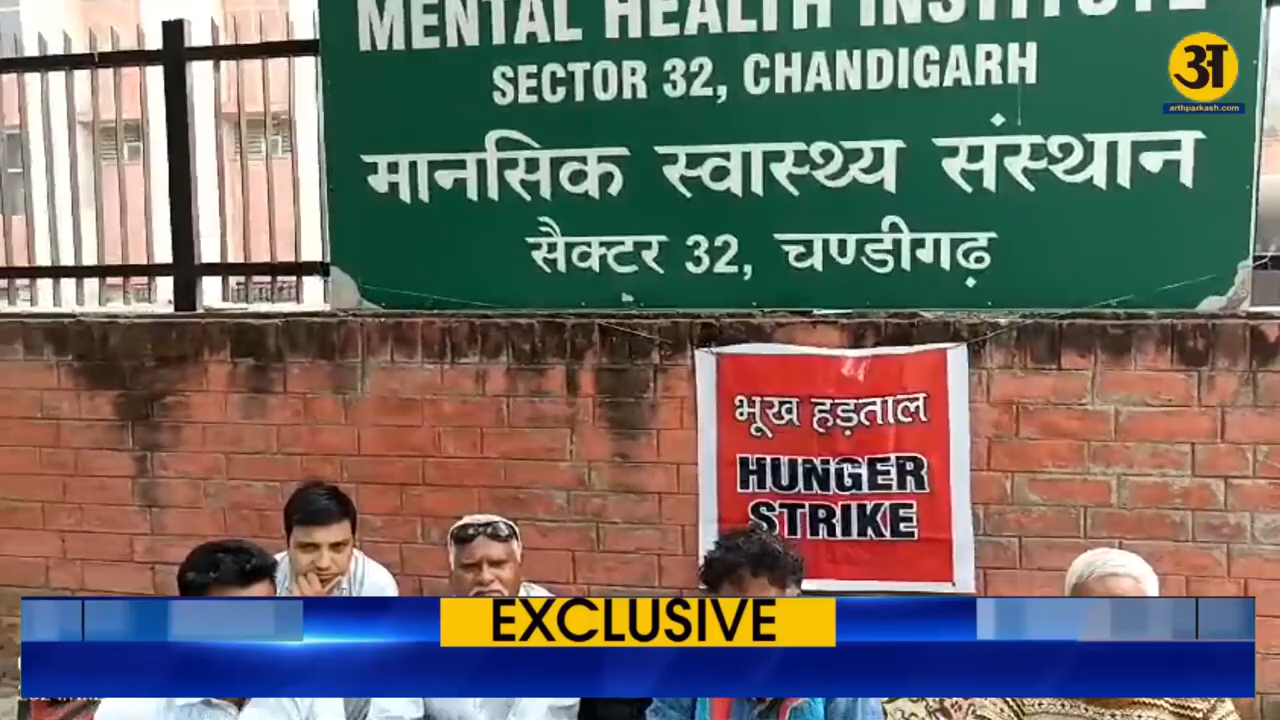 MENTAL HEALTH INSTITUTE
SECTOR 32, CHANDIGARH
मानसिक स्वास्थ्य संस्थान
सैक्टर 32, चण्डीगढ़
अ
arthparkash.com
भूख हड़ताल
HUNGER
STRIKE
EXCLUSIVE